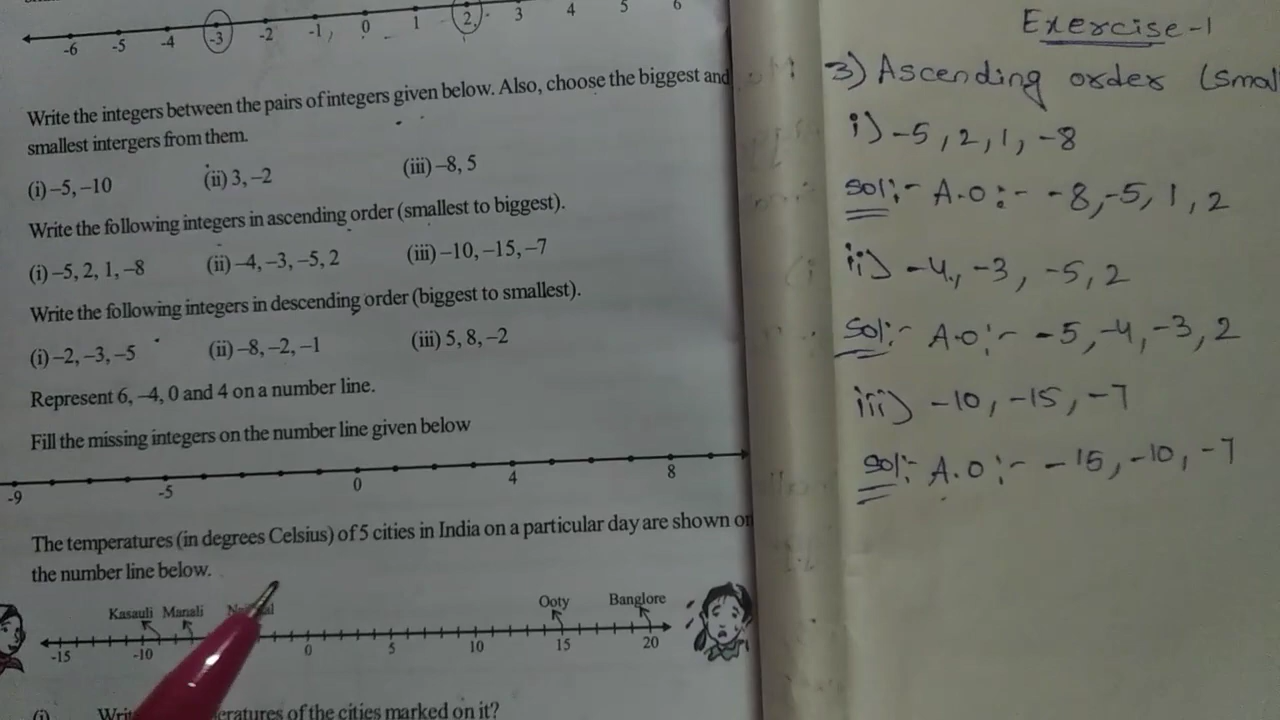 -6 -5 -4 -3 -2 -1 0 1 2 3 4 5 6
Write the integers between the pairs of integers given below. Also, choose the biggest and
smallest intergers from them.
(i) –5, –10 (ii) 3, –2 (iii) –8, 5
Write the following integers in ascending order (smallest to biggest).
(i) –5, 2, 1, –8 (ii) –4, –3, –5, 2 (iii) –10, –15, –7
Write the following integers in descending order (biggest to smallest).
(i) –2, –3, –5 (ii) –8, –2, –1 (iii) 5, 8, –2
Represent 6, –4, 0 and 4 on a number line.
Fill the missing integers on the number line given below
-9 -5 0 4 8
The temperatures (in degrees Celsius) of 5 cities in India on a particular day are shown on
the number line below.
Kasauli Manali Ooty Banglore
-15 -10 0 5 10 15 20
(i) of the cities marked on it?
Exercise-1
3) Ascending order
i) -5, 2, 1, -8
Sol:- A.O:- -8, -5, 1, 2
ii) -4, -3, -5, 2
Sol:- A.O:- -5, -4, -3, 2
iii) -10, -15, -7
Sol:- A.O:- -15, -10, -7